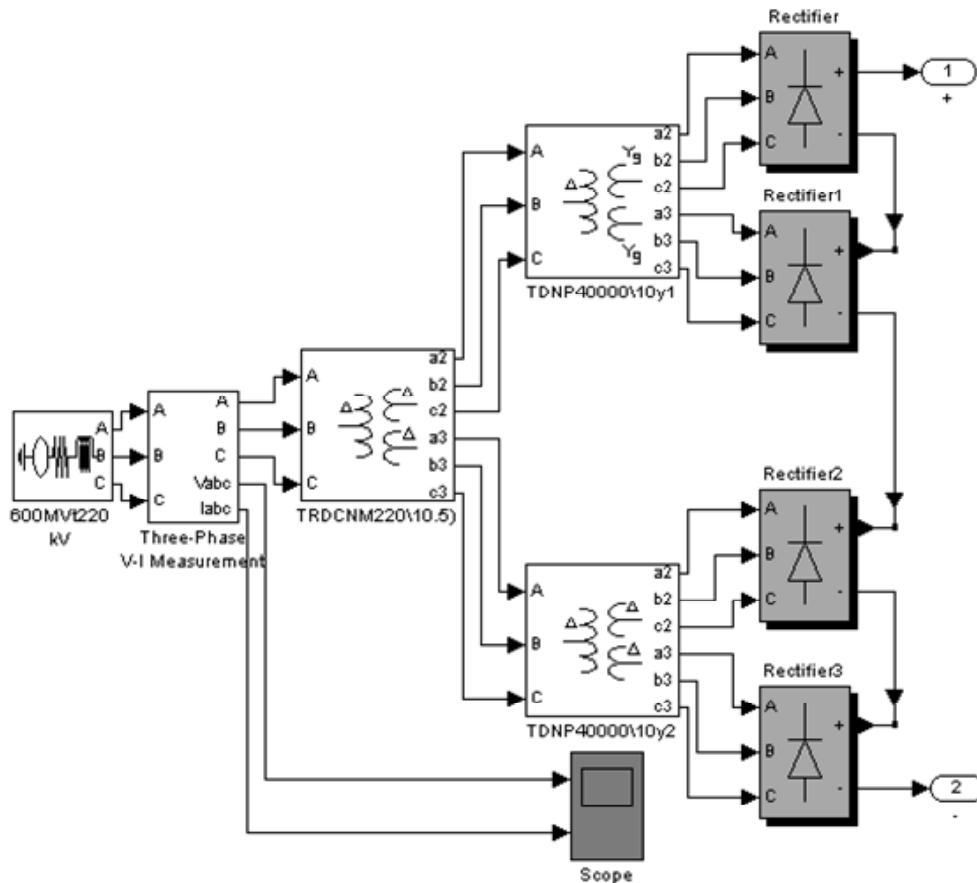 Rectifier
A
B
C
+
-
1
+
A
B
C
Δ
Yg
Yg
a2
b2
c2
a3
b3
c3
TDNP40000\10y1
Rectifier1
A
B
C
+
-
A
B
C
Δ
Δ
Δ
a2
b2
c2
a3
b3
c3
TRDCNM220\10.5)
A
B
C
600MVt220
kV
A
B
C
A
B
C
Vabc
Iabc
Three-Phase
V-I Measurement
Rectifier2
A
B
C
+
-
A
B
C
Δ
Δ
Δ
a2
b2
c2
a3
b3
c3
TDNP40000\10y2
Rectifier3
A
B
C
+
-
2
-
Scope